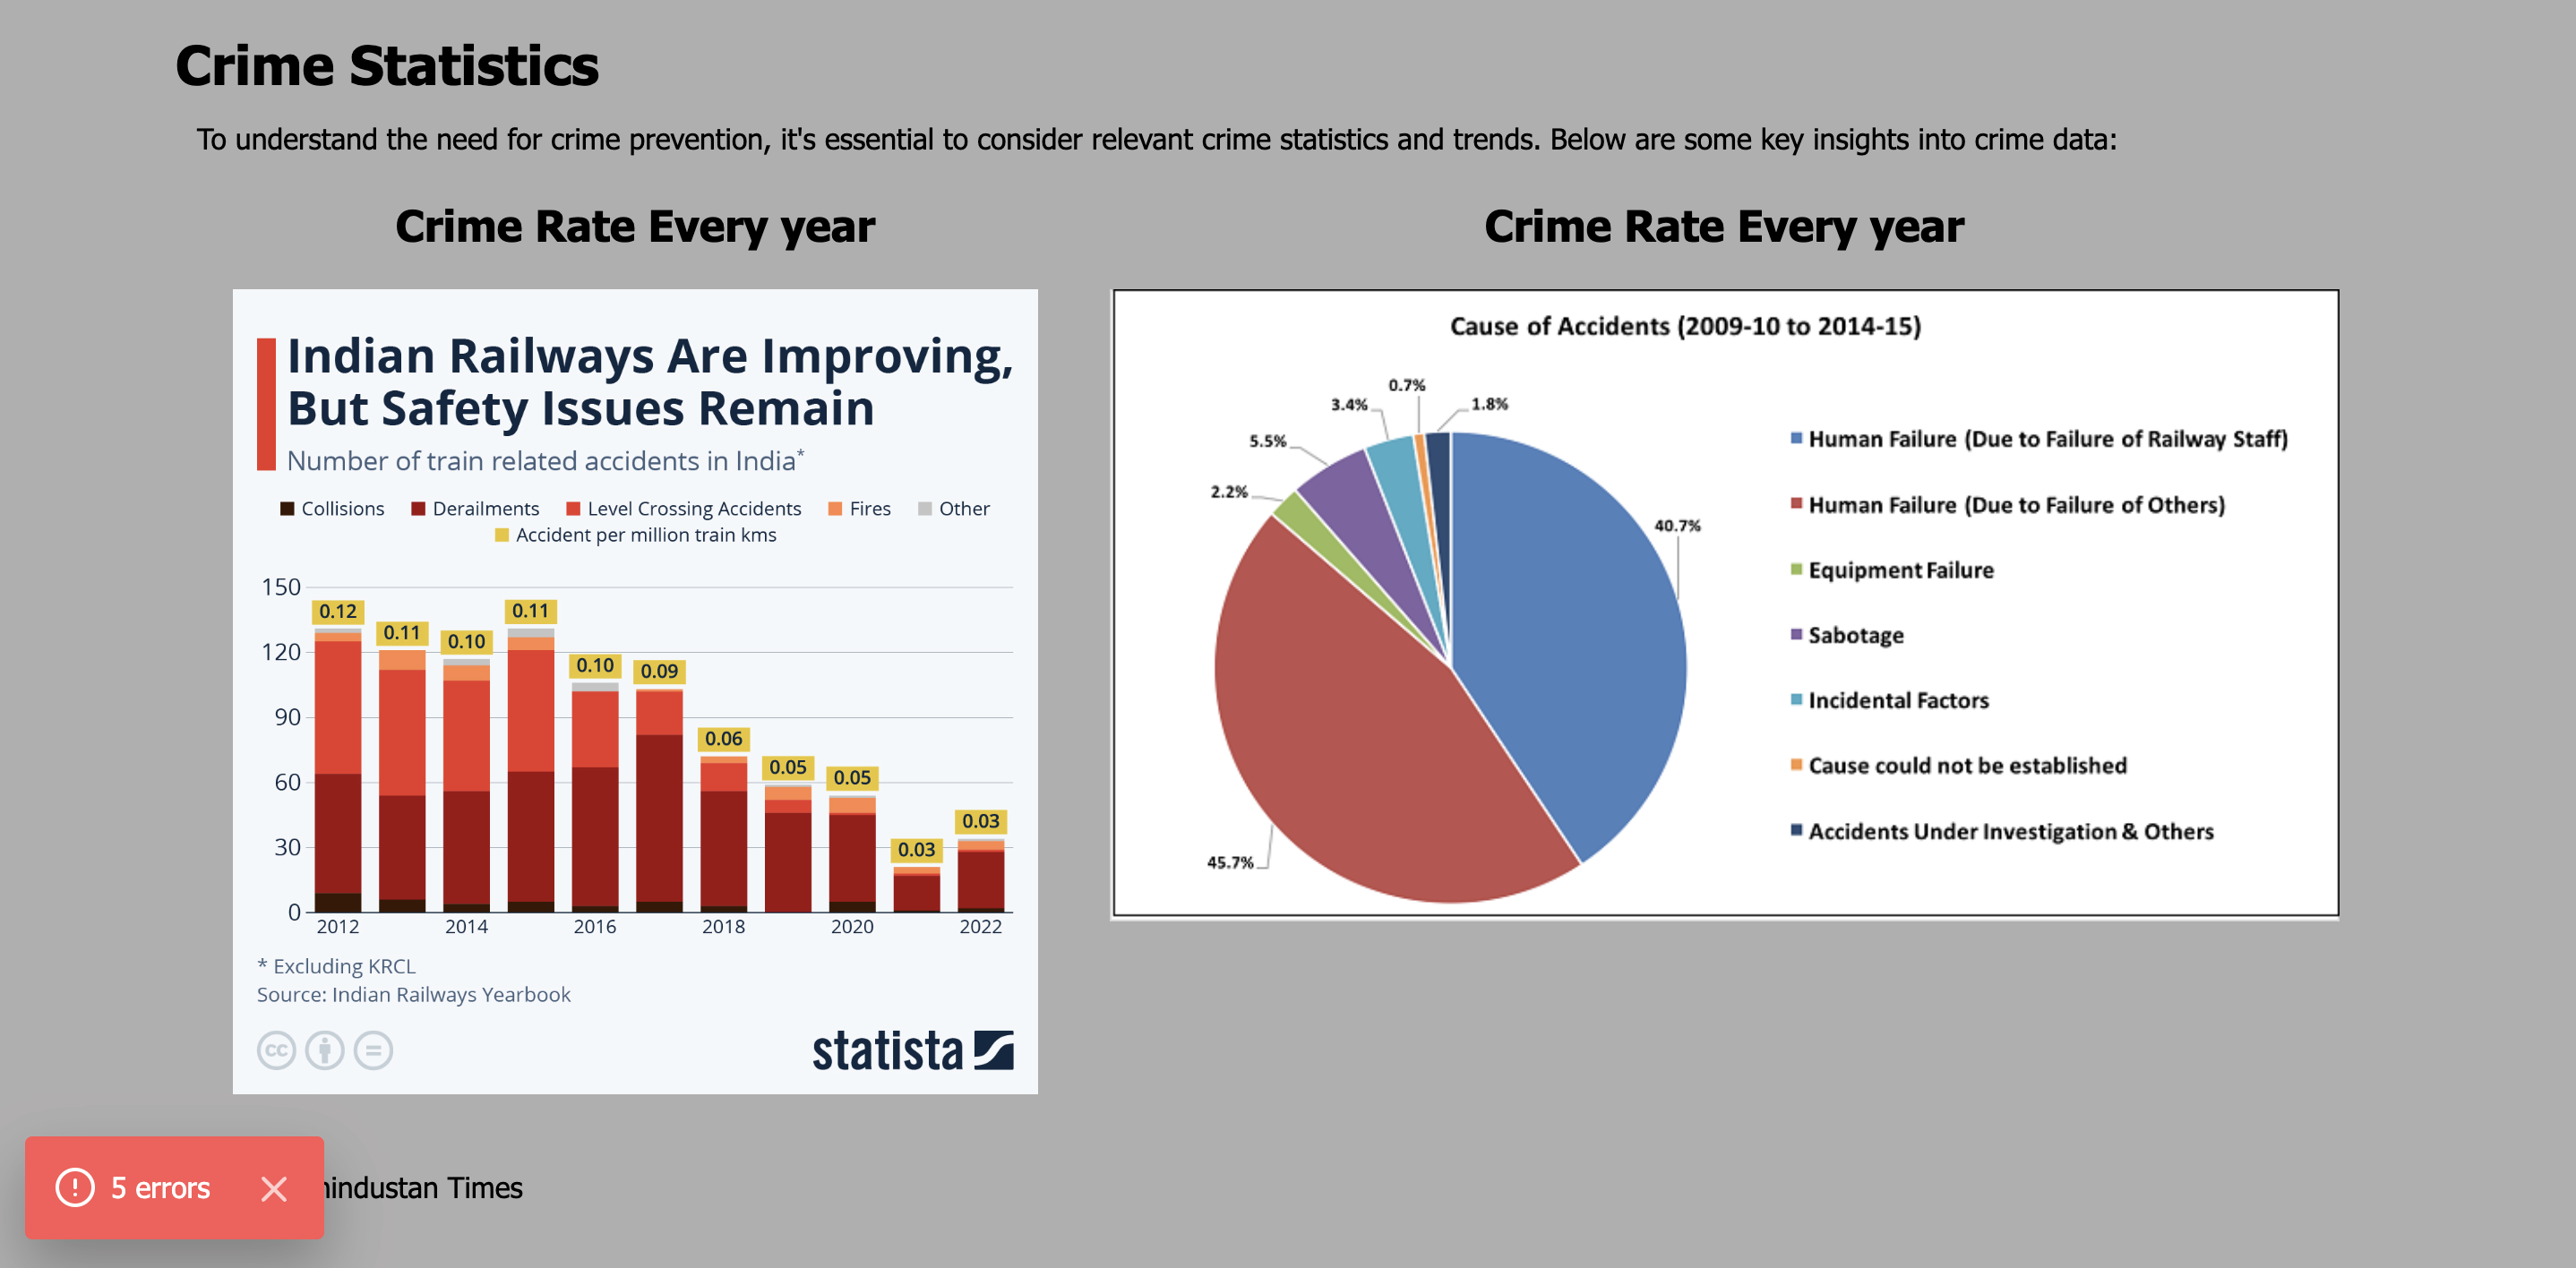 Crime Statistics
To understand the need for crime prevention, it's essential to consider relevant crime statistics and trends. Below are some key insights into crime data:
Crime Rate Every year
Indian Railways Are Improving,
But Safety Issues Remain
Number of train related accidents in India*
Collisions Derailments Level Crossing Accidents Fires Other
Accident per million train kms
150
120
90
60
30
0
0.12
0.11
0.10
0.11
0.10
0.09
0.06
0.05
0.05
0.03
0.03
2012 2014 2016 2018 2020 2022
* Excluding KRCL
Source: Indian Railways Yearbook
cc
statista
Crime Rate Every year
Cause of Accidents (2009-10 to 2014-15)
0.7%
3.4%
1.8%
5.5%
2.2%
40.7%
45.7%
Human Failure (Due to Failure of Railway Staff)
Human Failure (Due to Failure of Others)
Equipment Failure
Sabotage
Incidental Factors
Cause could not be established
Accidents Under Investigation & Others
5 errors
hindustan Times